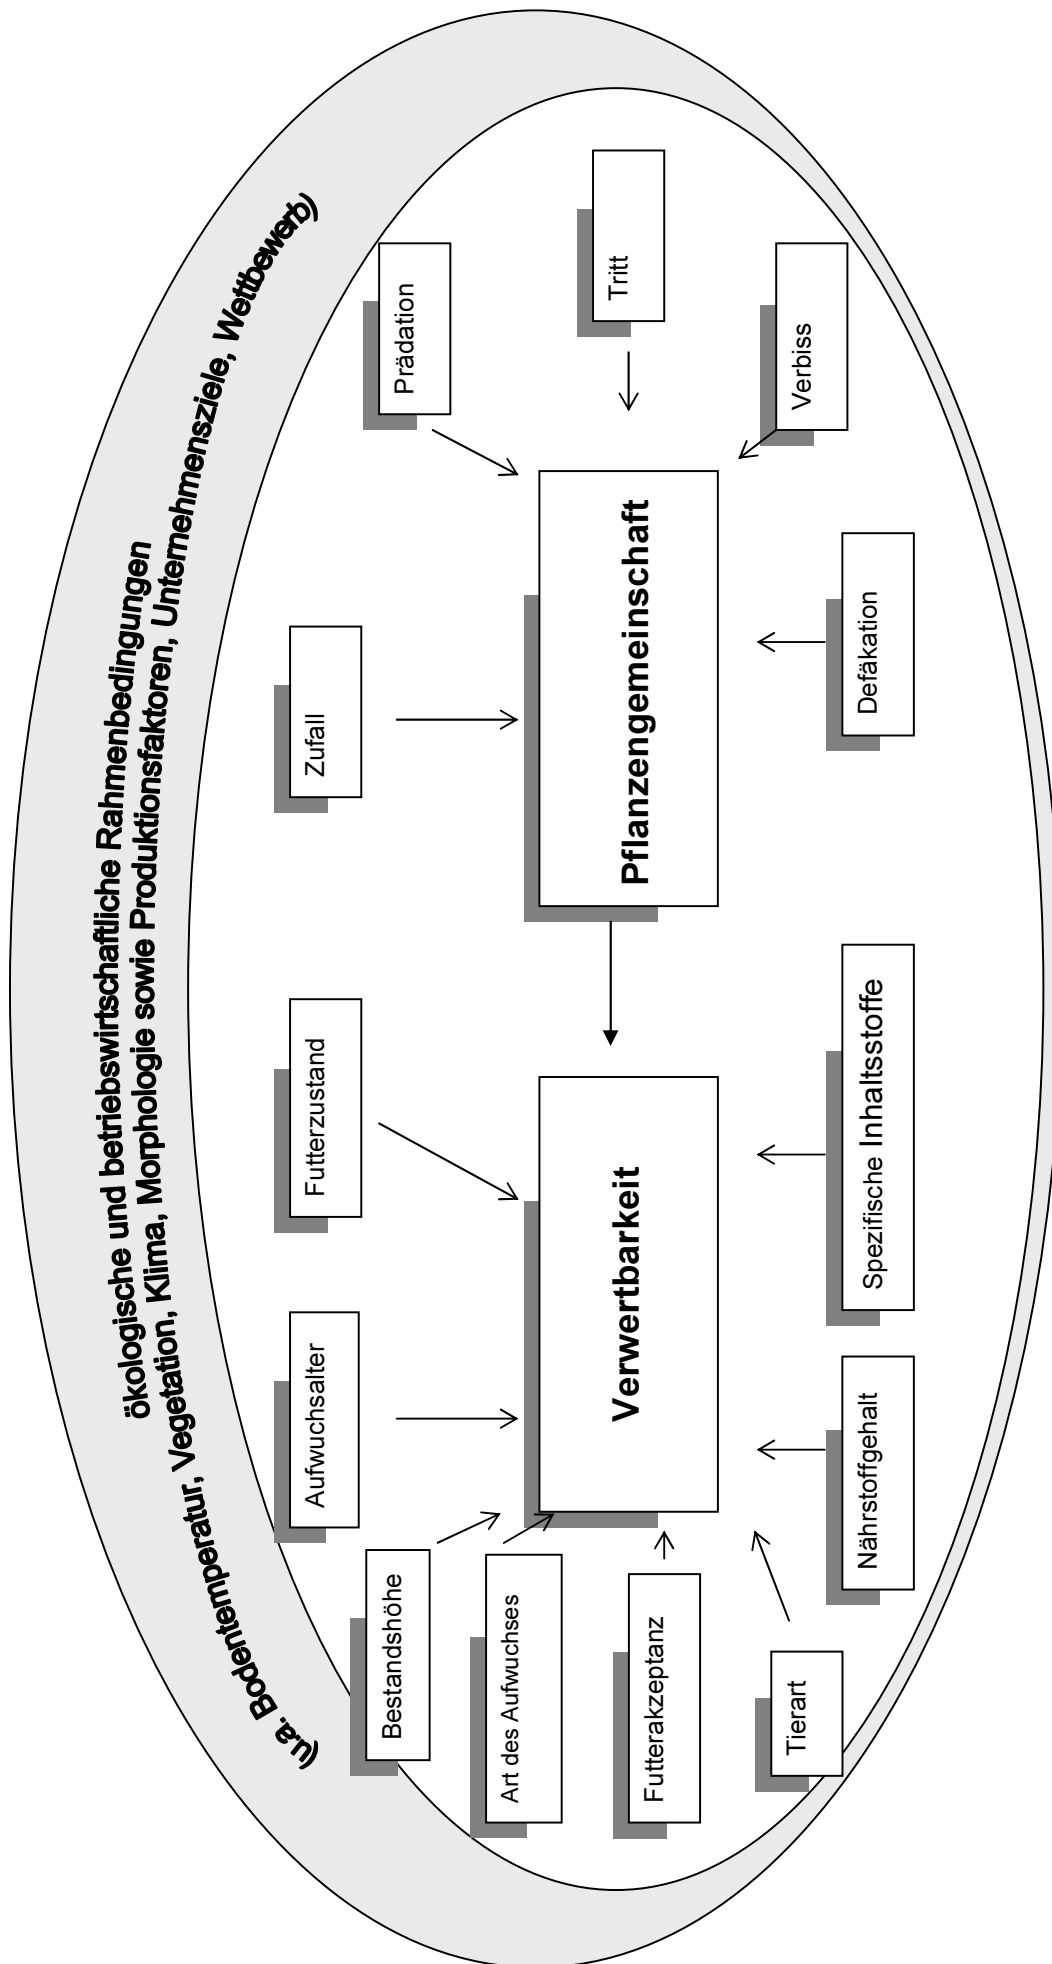 ökologische und betriebswirtschaftliche Rahmenbedingungen
(u.a. Bodentemperatur, Vegetation, Klima, Morphologie sowie Produktionsfaktoren, Unternehmensziele, Wettbewerb)
Aufwuchsalter
Futterzustand
Zufall
Bestandshöhe
Prädation
Art des Aufwuchses
Verwertbarkeit
Pflanzengemeinschaft
Tritt
Futterakzeptanz
Tierart
Verbiss
Nährstoffgehalt
Spezifische Inhaltsstoffe
Defäkation